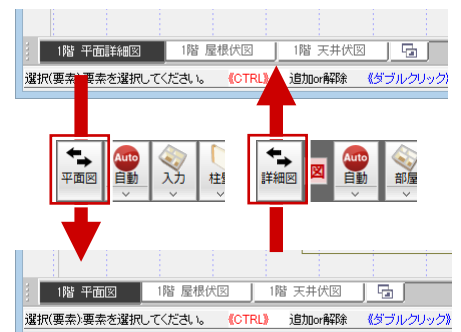 1階 平面詳細図 1階 屋根伏図 1階 天井伏図
選択(要素):要素を選択してください。 《CTRL》 追加or解除 《ダブルクリック》
平面図 Auto 自動 入力 詳細図 図 Auto 自動 部屋
1階 平面図 1階 屋根伏図 1階 天井伏図
選択(要素):要素を選択してください。 《CTRL》 追加or解除 《ダブルクリック》